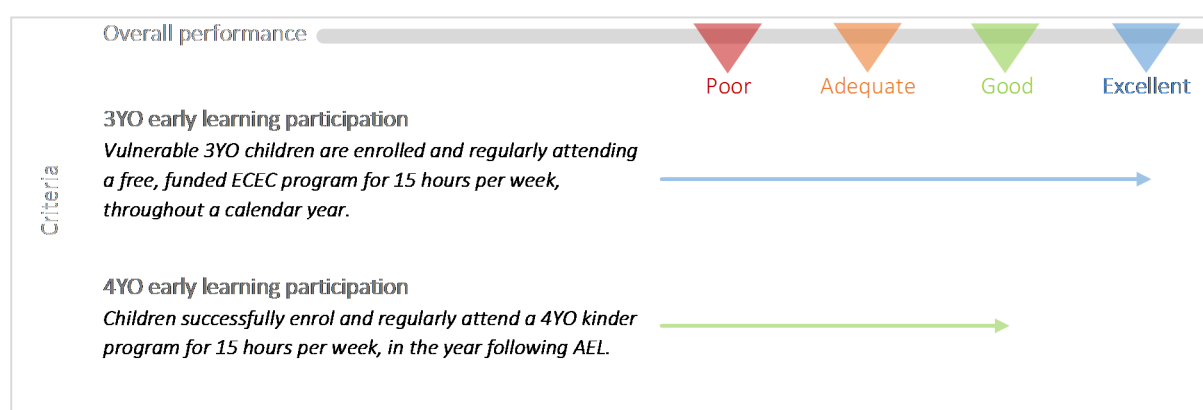 Overall performance
Poor Adequate Good Excellent
Criteria
3YO early learning participation
Vulnerable 3YO children are enrolled and regularly attending
a free, funded ECEC program for 15 hours per week,
throughout a calendar year.
4YO early learning participation
Children successfully enrol and regularly attend a 4YO kinder
program for 15 hours per week, in the year following AEL.